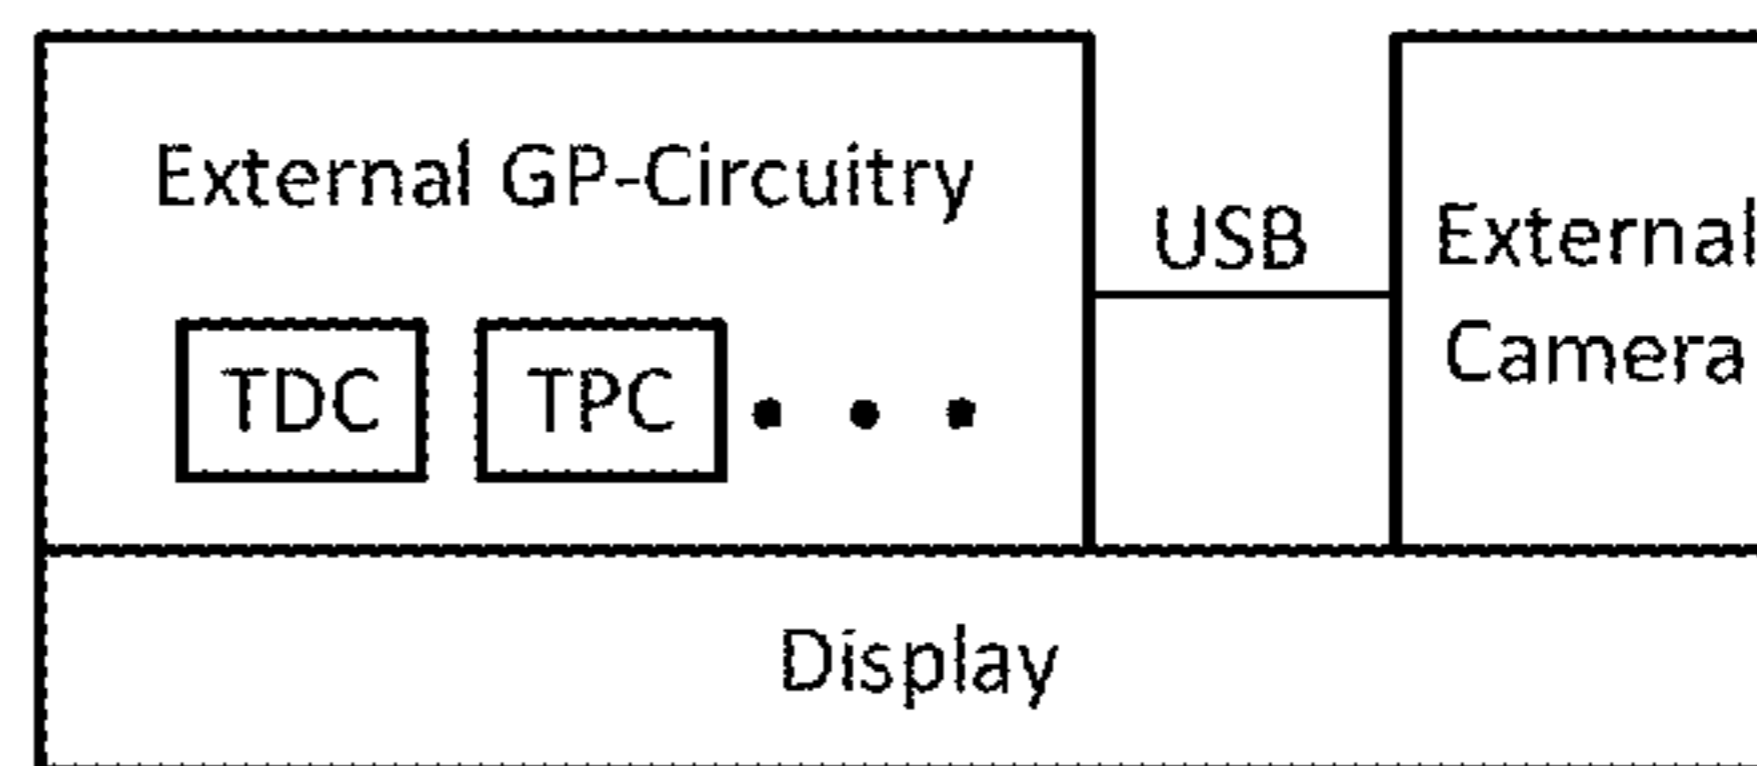 External GP-Circuitry
USB
External
Camera
TDC
TPC
Display